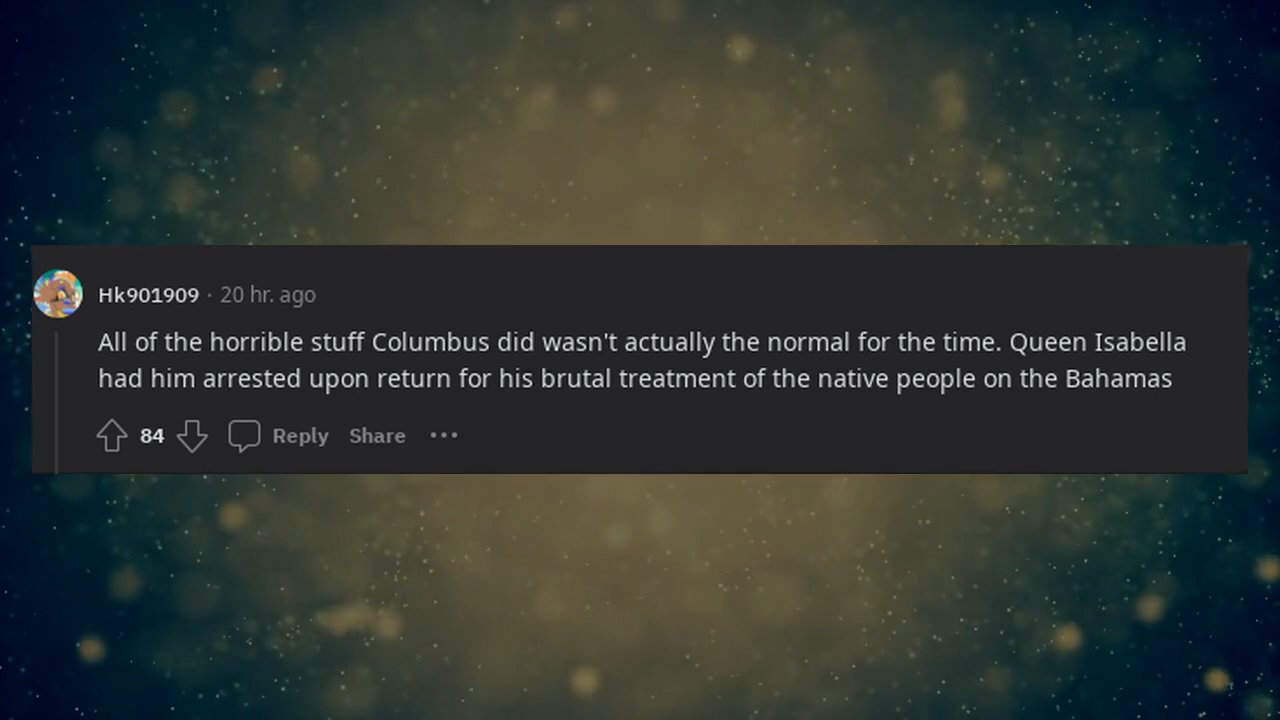 Hk901909 · 20 hr. ago
All of the horrible stuff Columbus did wasn't actually the normal for the time. Queen Isabella
had him arrested upon return for his brutal treatment of the native people on the Bahamas
84 Reply Share •••